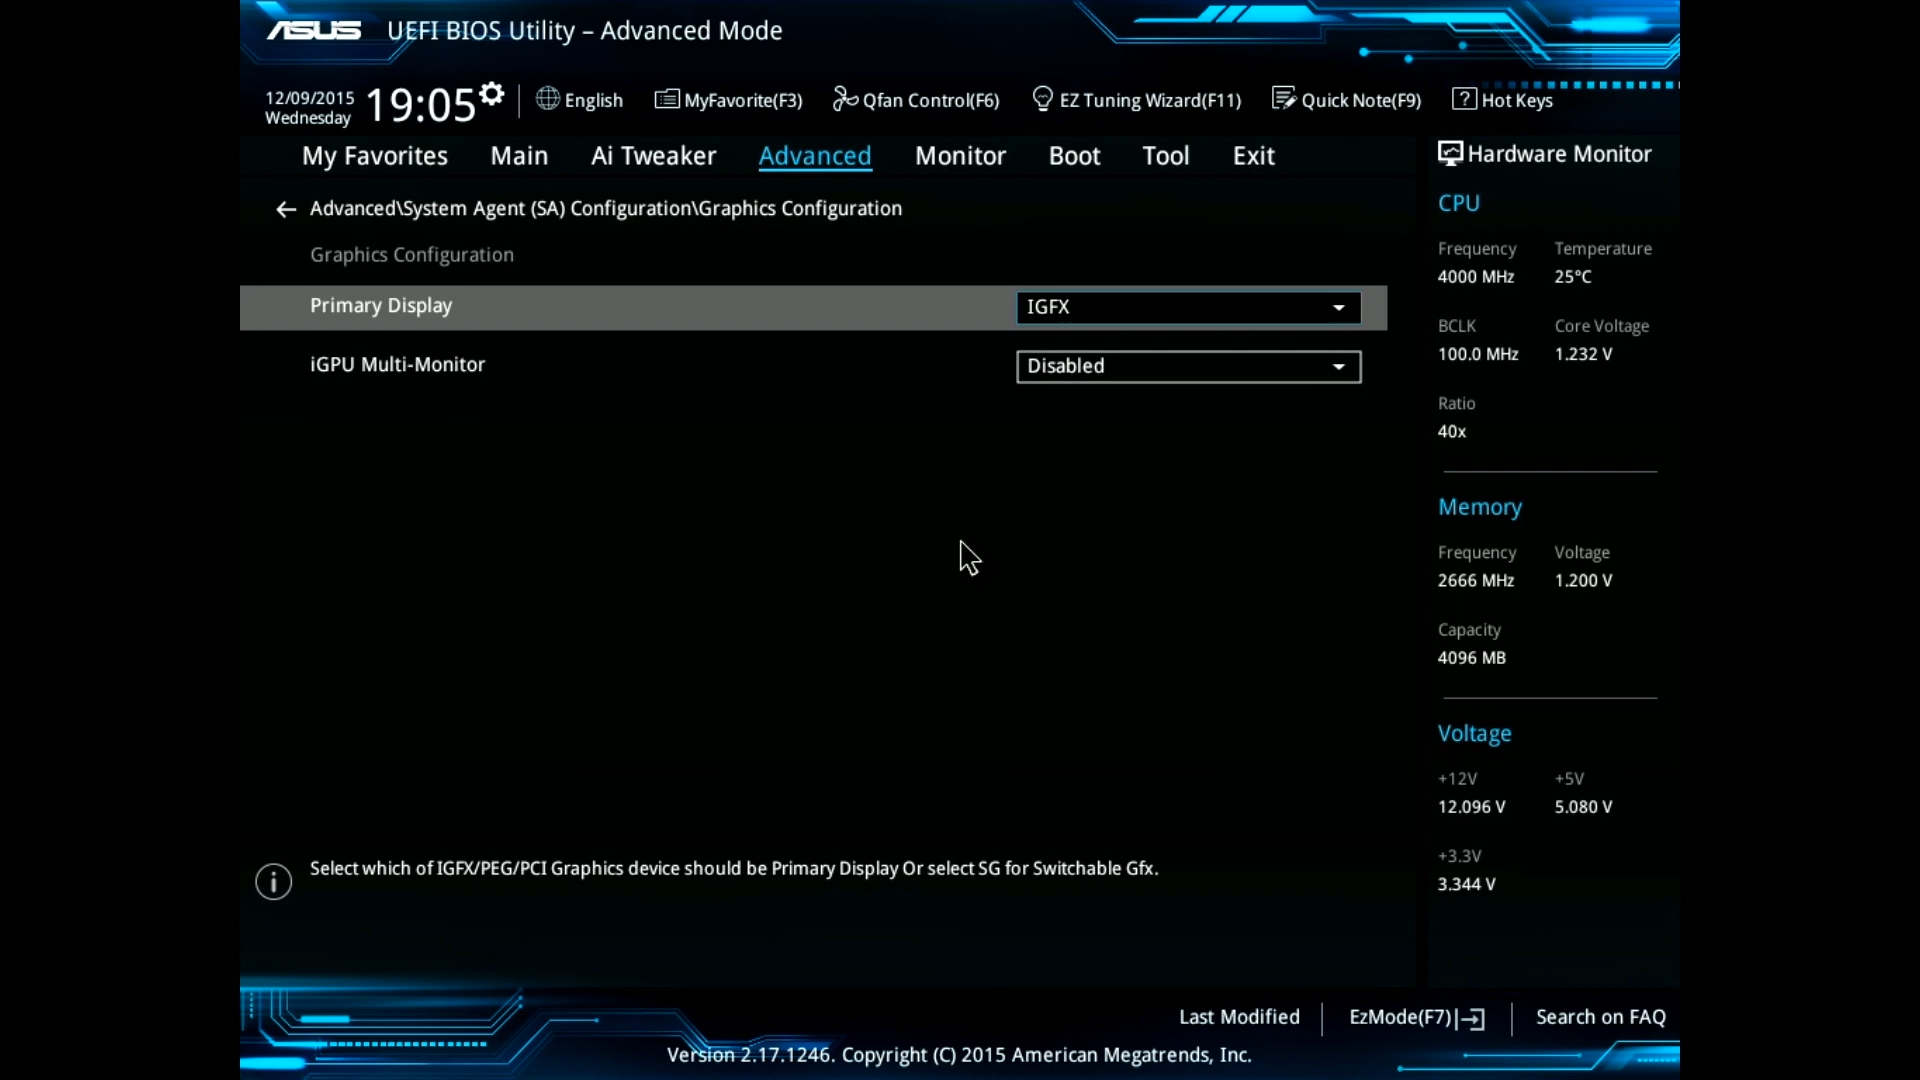 ASUS UEFI BIOS Utility – Advanced Mode
12/09/2015
Wednesday
19:05
English
MyFavorite(F3)
Qfan Control(F6)
EZ Tuning Wizard(F11)
Quick Note(F9)
? Hot Keys
My Favorites
Main
Ai Tweaker
Advanced
Monitor
Boot
Tool
Exit
Advanced\System Agent (SA) Configuration\Graphics Configuration
Graphics Configuration
Primary Display IGFX
iGPU Multi-Monitor Disabled
Select which of IGFX/PEG/PCI Graphics device should be Primary Display Or select SG for Switchable Gfx.
Hardware Monitor
CPU
Frequency Temperature
4000 MHz 25°C
BCLK Core Voltage
100.0 MHz 1.232 V
Ratio
40x
Memory
Frequency Voltage
2666 MHz 1.200 V
Capacity
4096 MB
Voltage
+12V +5V
12.096 V 5.080 V
+3.3V
3.344 V
Last Modified
EzMode(F7)
Search on FAQ
Version 2.17.1246. Copyright (C) 2015 American Megatrends, Inc.